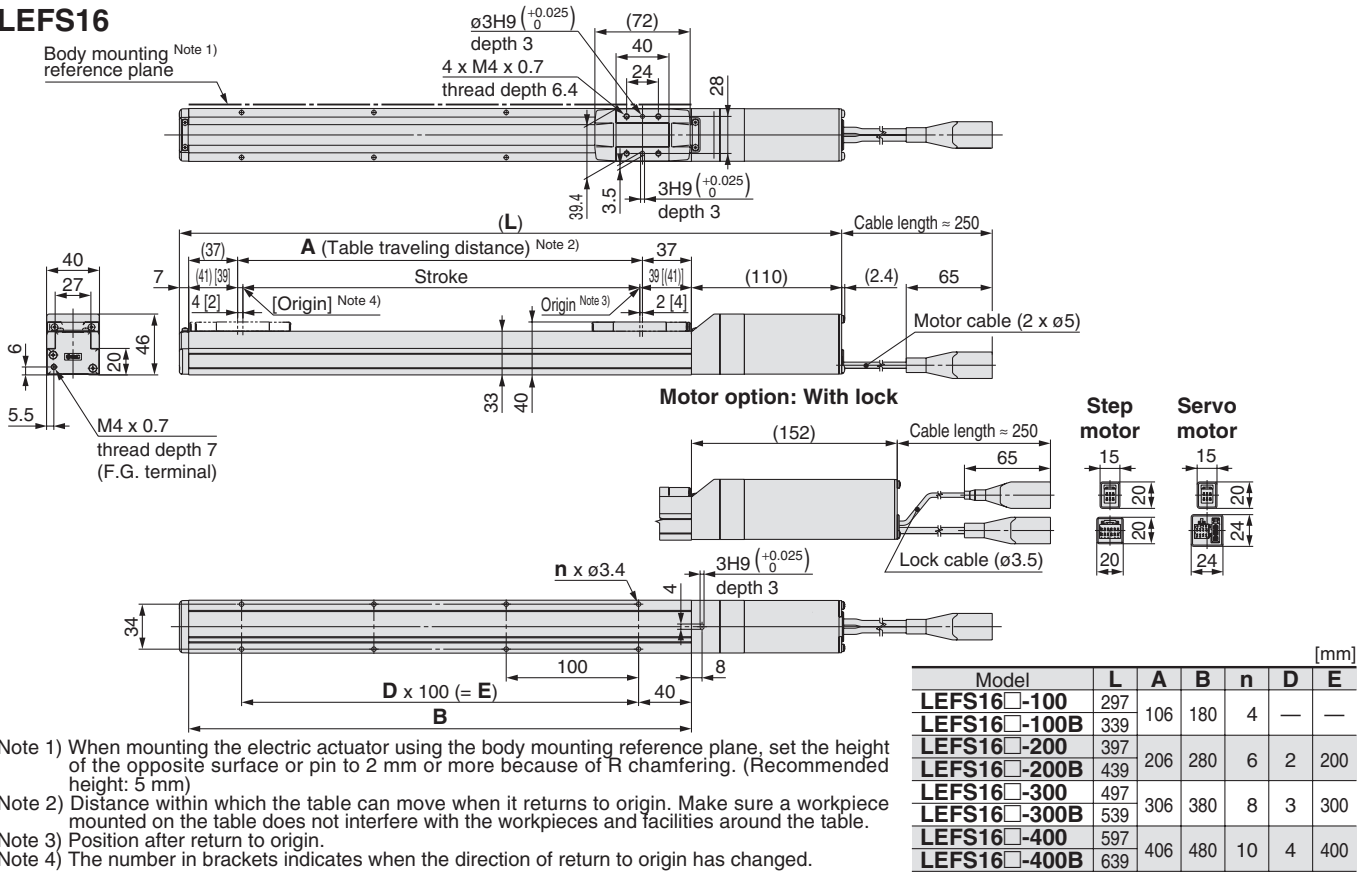 LEFS16
Body mounting Note 1)
reference plane
ø3H9 (+0.025 0)
depth 3
4 x M4 x 0.7
thread depth 6.4
(72)
40
24
28
39.4
3.5
3H9 (+0.025 0)
depth 3
(L)
Cable length ≈ 250
(37)
A (Table traveling distance) Note 2)
37
7
(41) [39]
Stroke
39 [(41)]
(110)
(2.4)
65
4 [2]
[Origin] Note 4)
Origin Note 3)
2 [4]
Motor cable (2 x ø5)
40
27
6
20
46
5.5
M4 x 0.7
thread depth 7
(F.G. terminal)
33
40
Motor option: With lock
(152)
Cable length ≈ 250
65
Lock cable (ø3.5)
Step
motor
15
20
20
20
Servo
motor
15
20
24
24
n x ø3.4
3H9 (+0.025 0)
depth 3
4
34
100
8
D x 100 (= E)
40
B
[mm]
Model L A B n D E
LEFS16□-100 297 106 180 4 — —
LEFS16□-100B 339
LEFS16□-200 397 206 280 6 2 200
LEFS16□-200B 439
LEFS16□-300 497 306 380 8 3 300
LEFS16□-300B 539
LEFS16□-400 597 406 480 10 4 400
LEFS16□-400B 639
Note 1) When mounting the electric actuator using the body mounting reference plane, set the height
of the opposite surface or pin to 2 mm or more because of R chamfering. (Recommended
height: 5 mm)
Note 2) Distance within which the table can move when it returns to origin. Make sure a workpiece
mounted on the table does not interfere with the workpieces and facilities around the table.
Note 3) Position after return to origin.
Note 4) The number in brackets indicates when the direction of return to origin has changed.